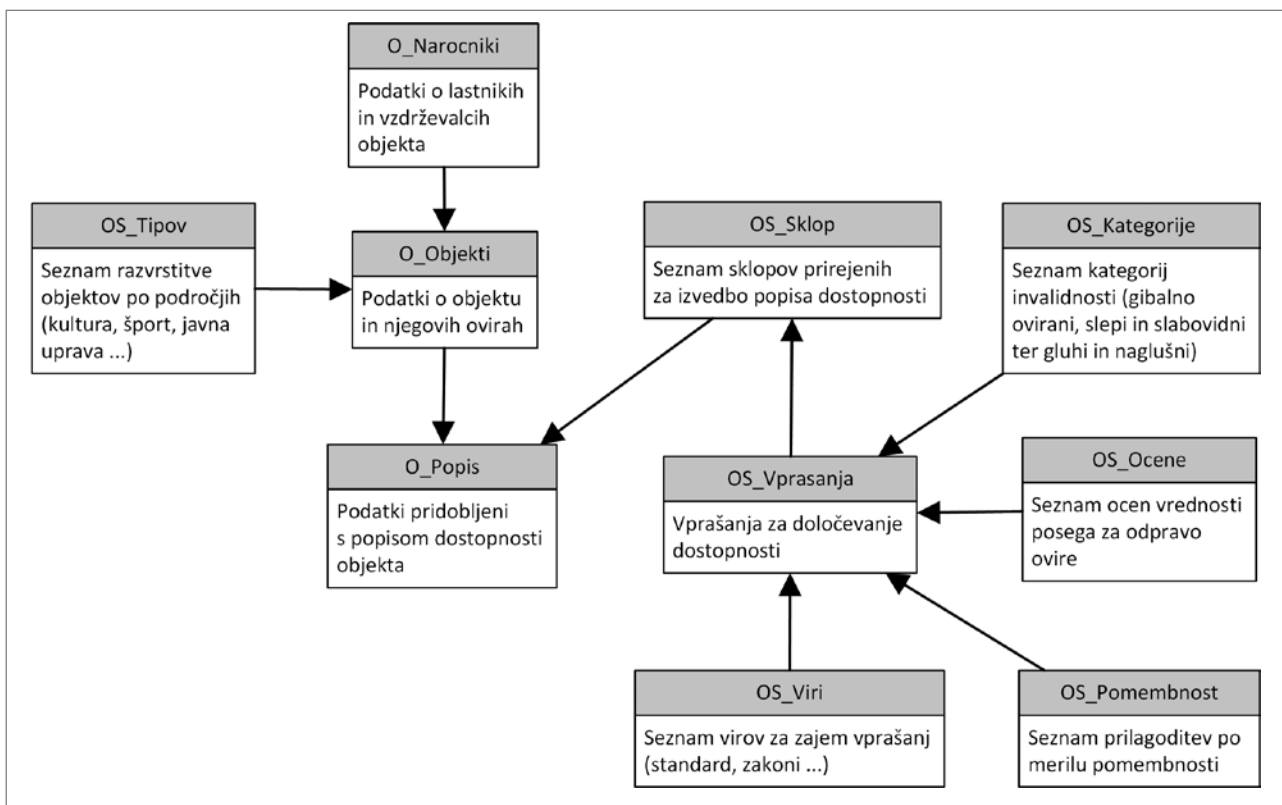 O_Narocniki
Podatki o lastnikih
in vzdrževalcih
objekta
OS_Tipov
Seznam razvrstitve
objektov po področjih
(kultura, šport, javna
uprava ...)
O_Objekti
Podatki o objektu
in njegovih ovirah
OS_Sklop
Seznam sklopov prirejenih
za izvedbo popisa dostopnosti
OS_Kategorije
Seznam kategorij
invalidnosti (gibalno
ovirani, slepi in slabovidni
ter gluhi in naglušni)
O_Popis
Podatki pridobljeni
s popisom dostopnosti
objekta
OS_Vprasanja
Vprašanja za določevanje
dostopnosti
OS_Ocene
Seznam ocen vrednosti
posega za odpravo
ovire
OS_Viri
Seznam virov za zajem vprašanj
(standard, zakoni ...)
OS_Pomembnost
Seznam prilagoditev po
merilu pomembnosti